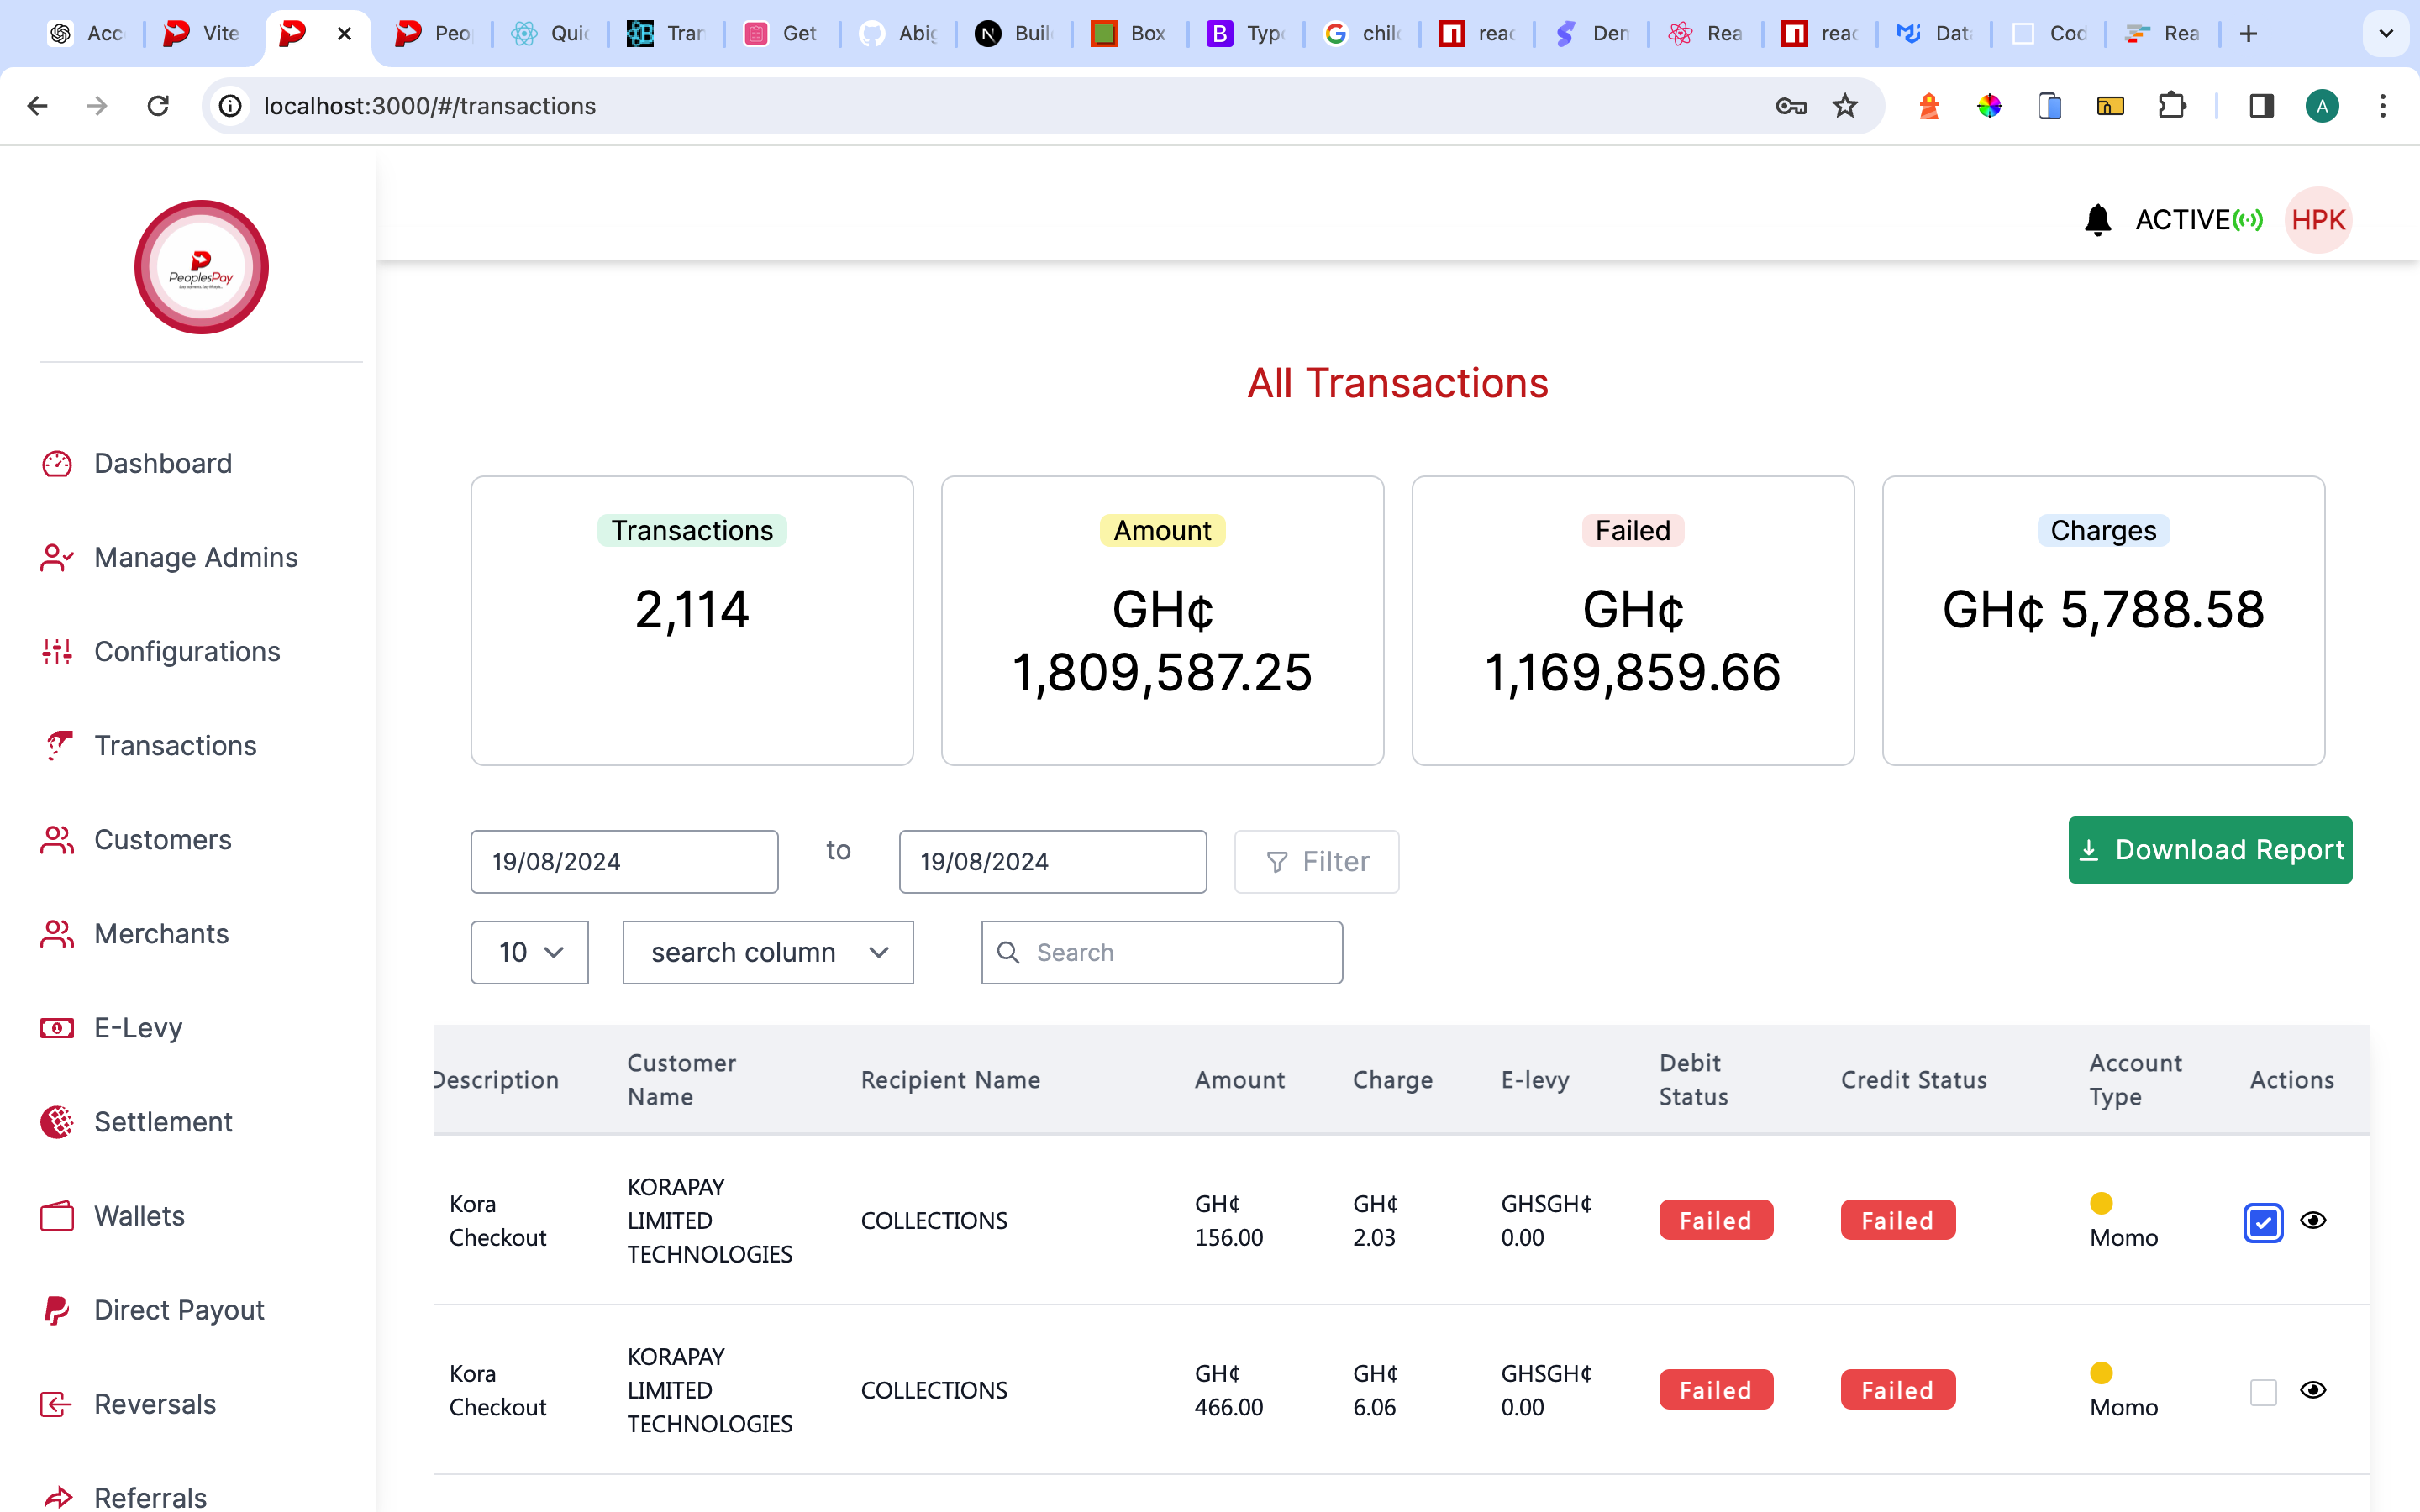 Acc
Vite
Peo
Quic
Tran
Get
Abig
Buil
Box
Typo
chil
reac
Den
Rea
reac
Data
Cod
Rea
localhost:3000/#/transactions
A
PeoplesPay
ACTIVE
HPK
Dashboard
Manage Admins
Configurations
Transactions
Customers
Merchants
E-Levy
Settlement
Wallets
Direct Payout
Reversals
Referrals
All Transactions
Transactions
2,114
Amount
GH¢
1,809,587.25
Failed
GH¢
1,169,859.66
Charges
GH¢ 5,788.58
19/08/2024
to
19/08/2024
Filter
Download Report
10
search column
Search
Description
Customer
Name
Recipient Name
Amount
Charge
E-levy
Debit
Status
Credit Status
Account
Type
Actions
Kora
Checkout
KORAPAY
LIMITED
TECHNOLOGIES
COLLECTIONS
GH¢
156.00
GH¢
2.03
GHSGH¢
0.00
Failed
Failed
Momo
Kora
Checkout
KORAPAY
LIMITED
TECHNOLOGIES
COLLECTIONS
GH¢
466.00
GH¢
6.06
GHSGH¢
0.00
Failed
Failed
Momo